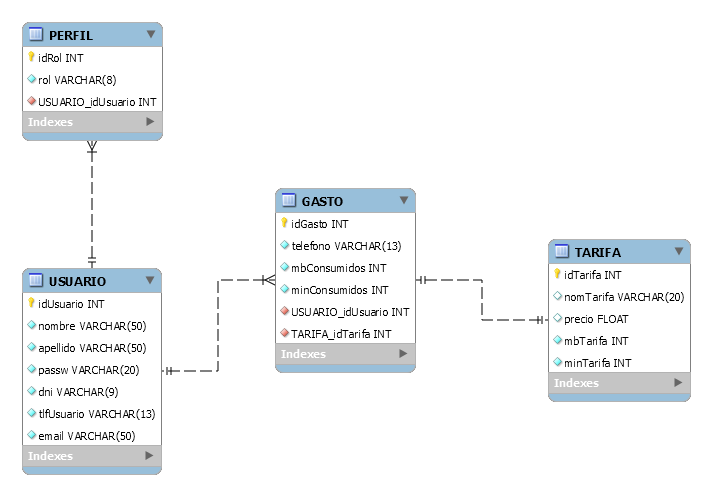 PERFIL
idRol INT
rol VARCHAR(8)
USUARIO_idUsuario INT
Indexes
USUARIO
idUsuario INT
nombre VARCHAR(50)
apellido VARCHAR(50)
passw VARCHAR(20)
dni VARCHAR(9)
tlfUsuario VARCHAR(13)
email VARCHAR(50)
Indexes
GASTO
idGasto INT
telefono VARCHAR(13)
mbConsumidos INT
minConsumidos INT
USUARIO_idUsuario INT
TARIFA_idTarifa INT
Indexes
TARIFA
idTarifa INT
nomTarifa VARCHAR(20)
precio FLOAT
mbTarifa INT
minTarifa INT
Indexes